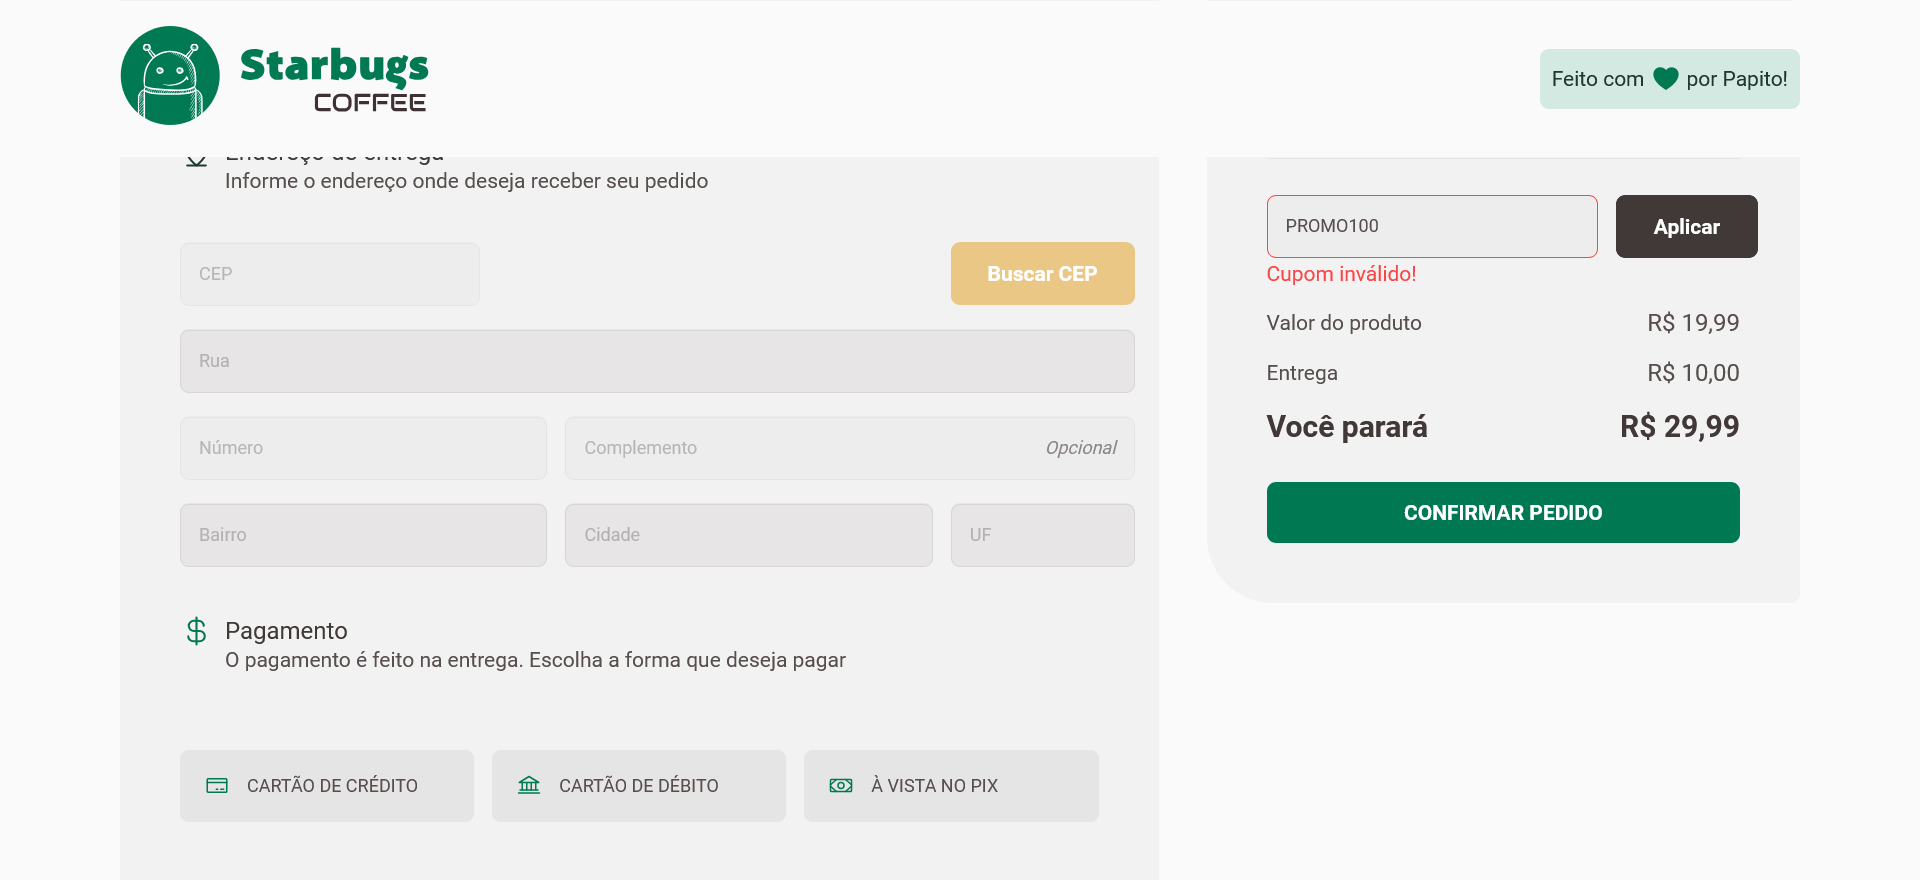 Starbugs
COFFEE
Feito com por Papito!
Endereço de entrega
Informe o endereço onde deseja receber seu pedido
CEP
Buscar CEP
Rua
Número
Complemento
Opcional
Bairro
Cidade
UF
Pagamento
O pagamento é feito na entrega. Escolha a forma que deseja pagar
CARTÃO DE CRÉDITO
CARTÃO DE DÉBITO
À VISTA NO PIX
PROMO100
Aplicar
Cupom inválido!
Valor do produto R$ 19,99
Entrega R$ 10,00
Você parará R$ 29,99
CONFIRMAR PEDIDO